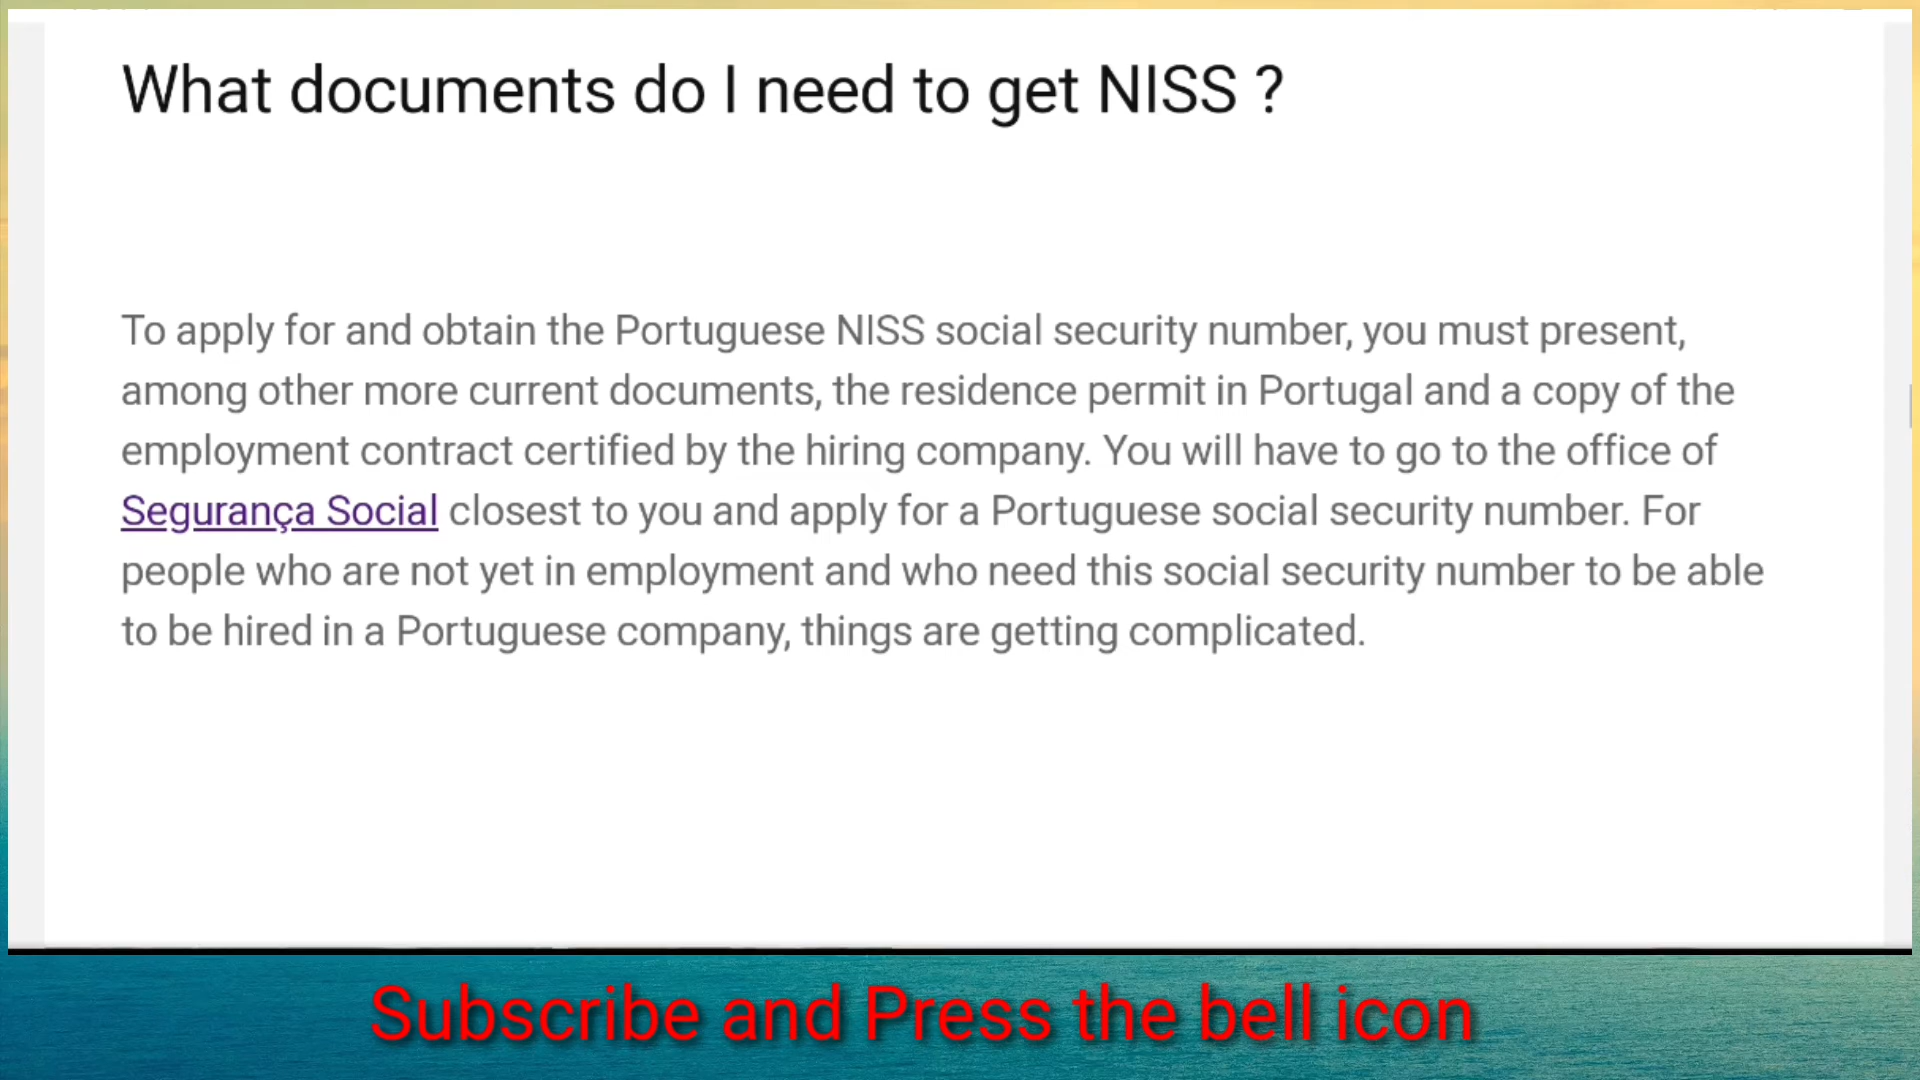 What documents do I need to get NISS ?
To apply for and obtain the Portuguese NISS social security number, you must present,
among other more current documents, the residence permit in Portugal and a copy of the
employment contract certified by the hiring company. You will have to go to the office of
Segurança Social closest to you and apply for a Portuguese social security number. For
people who are not yet in employment and who need this social security number to be able
to be hired in a Portuguese company, things are getting complicated.
Subscribe and Press the bell icon